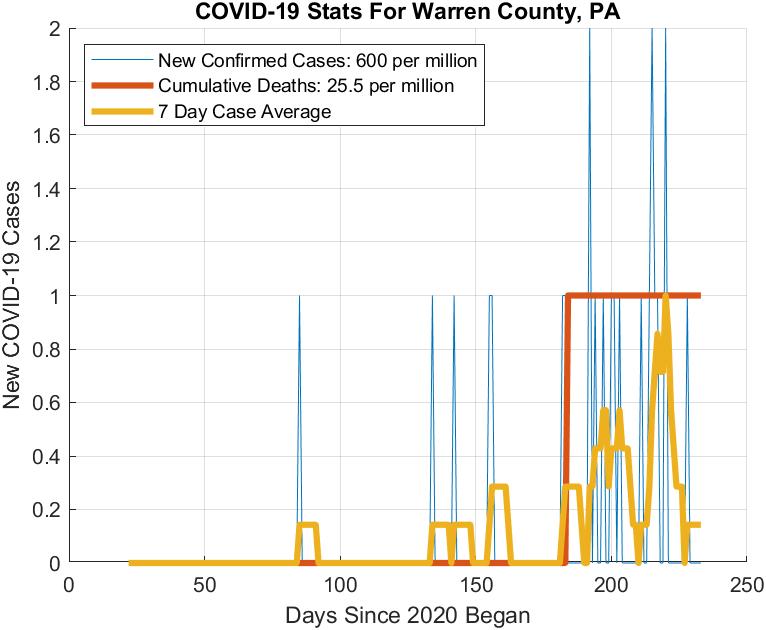 COVID-19 Stats For Warren County, PA
New Confirmed Cases: 600 per million
Cumulative Deaths: 25.5 per million
7 Day Case Average
New COVID-19 Cases
2
1.8
1.6
1.4
1.2
1
0.8
0.6
0.4
0.2
0
0 50 100 150 200 250
Days Since 2020 Began